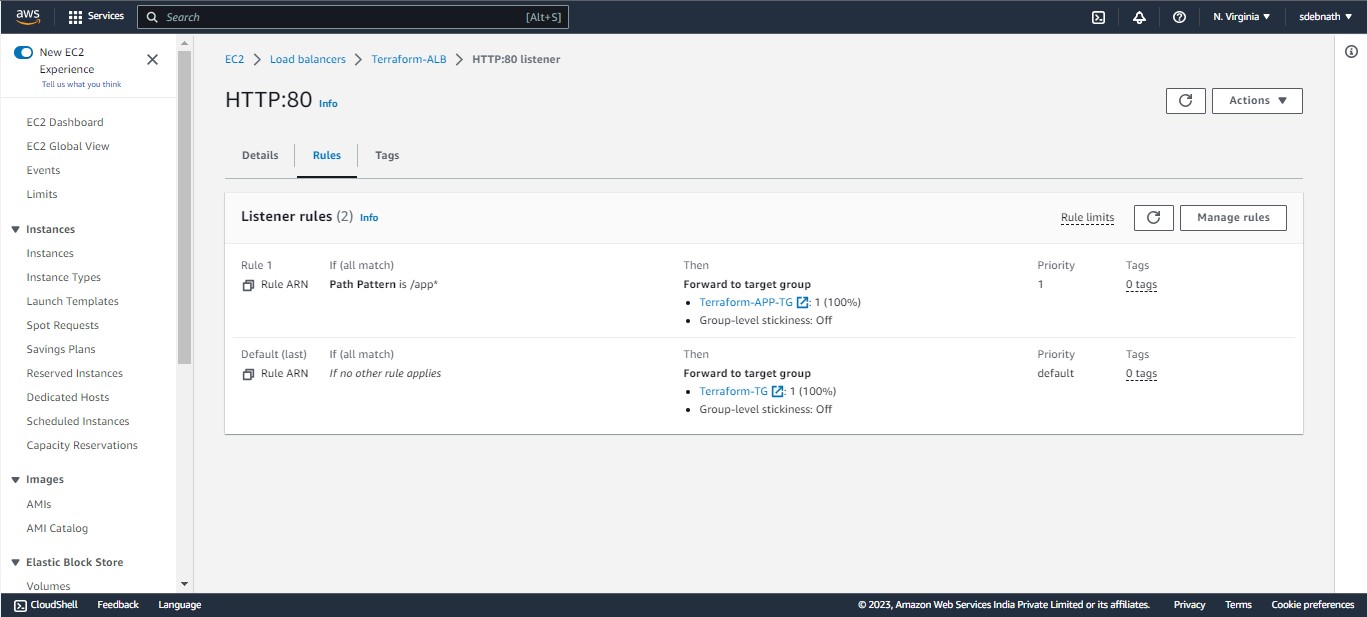 aws
Services
Search [Alt+S]
N. Virginia
sdebnath
New EC2
Experience
Tell us what you think
EC2 Dashboard
EC2 Global View
Events
Limits
Instances
Instances
Instance Types
Launch Templates
Spot Requests
Savings Plans
Reserved Instances
Dedicated Hosts
Scheduled Instances
Capacity Reservations
Images
AMIs
AMI Catalog
Elastic Block Store
Volumes
EC2 Load balancers Terraform-ALB HTTP:80 listener
HTTP:80 Info
Actions
Details Rules Tags
Listener rules (2) Info
Rule limits
Manage rules
Rule 1 If (all match) Then Priority Tags
Rule ARN Path Pattern is /app* Forward to target group 1 0 tags
Terraform-APP-TG : 1 (100%)
Group-level stickiness: Off
Default (last) If (all match) Then Priority Tags
Rule ARN If no other rule applies Forward to target group default 0 tags
Terraform-TG : 1 (100%)
Group-level stickiness: Off
CloudShell Feedback Language © 2023, Amazon Web Services India Private Limited or its affiliates. Privacy Terms Cookie preferences